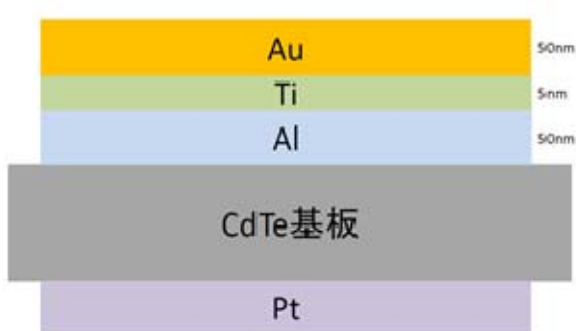 Au 50nm
Ti 5nm
Al 50nm
CdTe基板
Pt